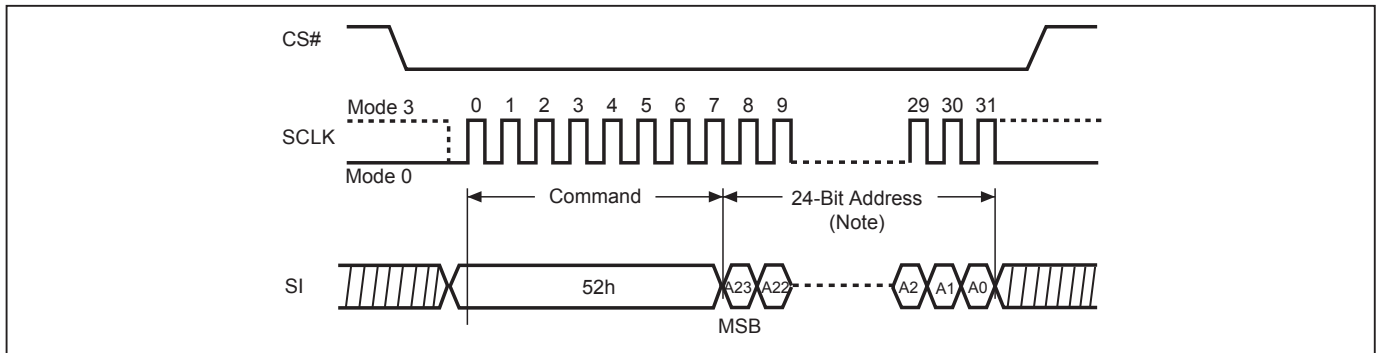 CS#
Mode 3
0 1 2 3 4 5 6 7 8 9 29 30 31
SCLK
Mode 0
Command
24-Bit Address
(Note)
SI
52h
A23 A22 A2 A1 A0
MSB